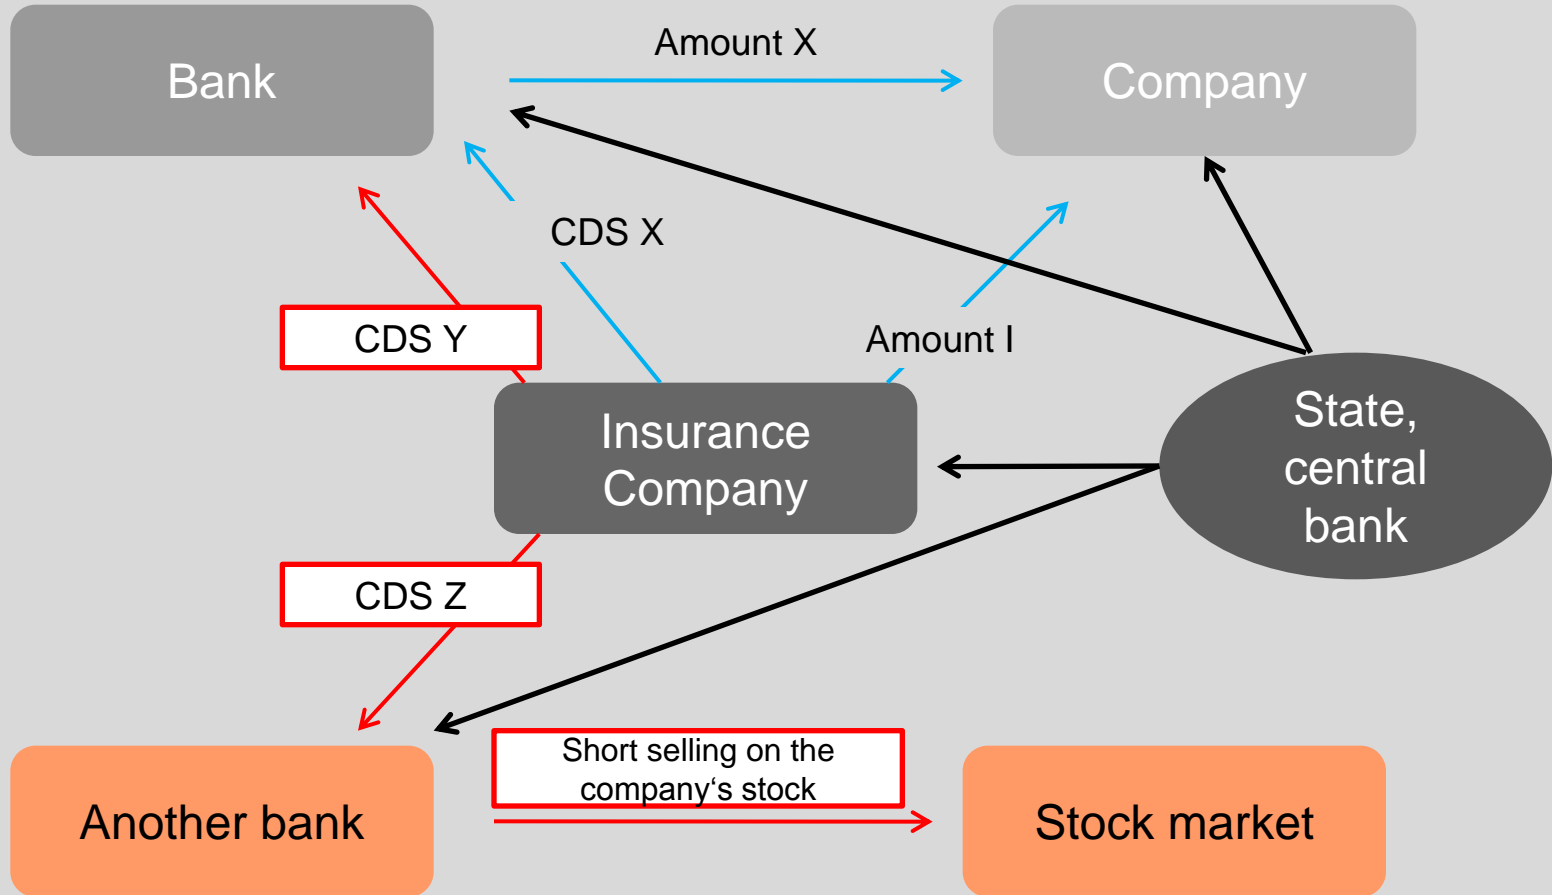 Bank
Amount X
Company
CDS X
CDS Y
Amount I
Insurance
Company
State,
central
bank
CDS Z
Short selling on the
company‘s stock
Another bank
Stock market